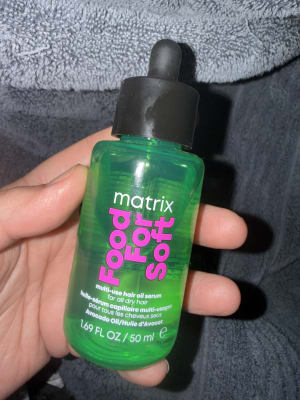 matrix
Food
For
Soft
multi-use hair oil serum
for all dry hair
huile-sérum capillaire multi-usages
pour tous les cheveux secs
Avocado Oil/Huile d'Avocat
1.69 FL OZ / 50 ml e